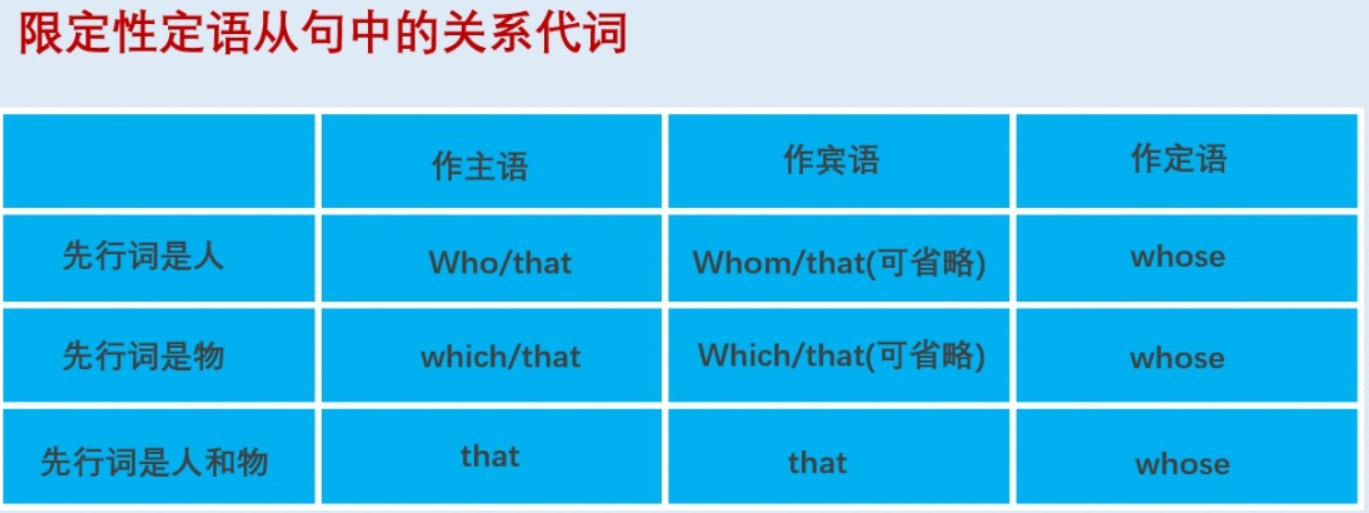 限定性定语从句中的关系代词
作主语 作宾语 作定语
先行词是人 Who/that Whom/that(可省略) whose
先行词是物 which/that Which/that(可省略) whose
先行词是人和物 that that whose